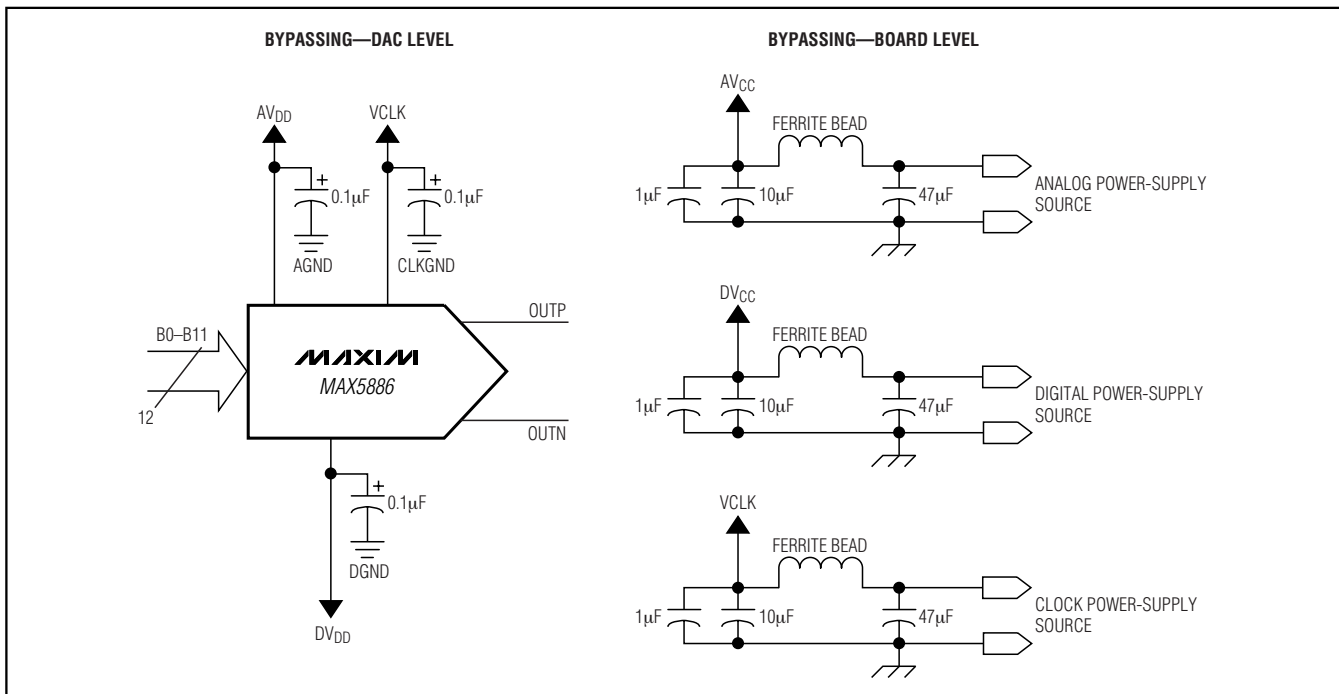 BYPASSING—DAC LEVEL
AVDD
VCLK
+
0.1µF
+
0.1µF
AGND
CLKGND
B0–B11
12
MAXIM
MAX5886
OUTP
OUTN
+
0.1µF
DGND
DVDD
BYPASSING—BOARD LEVEL
AVCC
FERRITE BEAD
1µF
10µF
47µF
ANALOG POWER-SUPPLY
SOURCE
DVCC
FERRITE BEAD
1µF
10µF
47µF
DIGITAL POWER-SUPPLY
SOURCE
VCLK
FERRITE BEAD
1µF
10µF
47µF
CLOCK POWER-SUPPLY
SOURCE